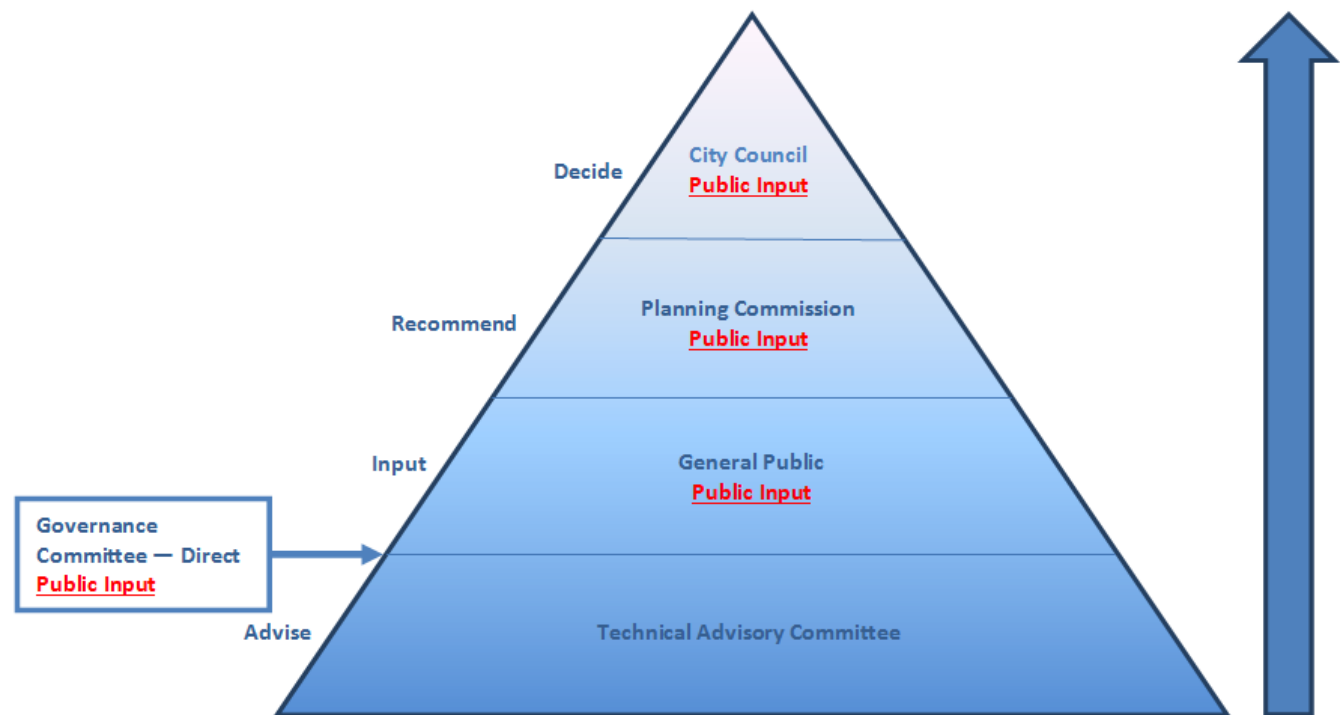 Decide
City Council
Public Input
Recommend
Planning Commission
Public Input
Input
General Public
Public Input
Governance
Committee — Direct
Public Input
Advise
Technical Advisory Committee